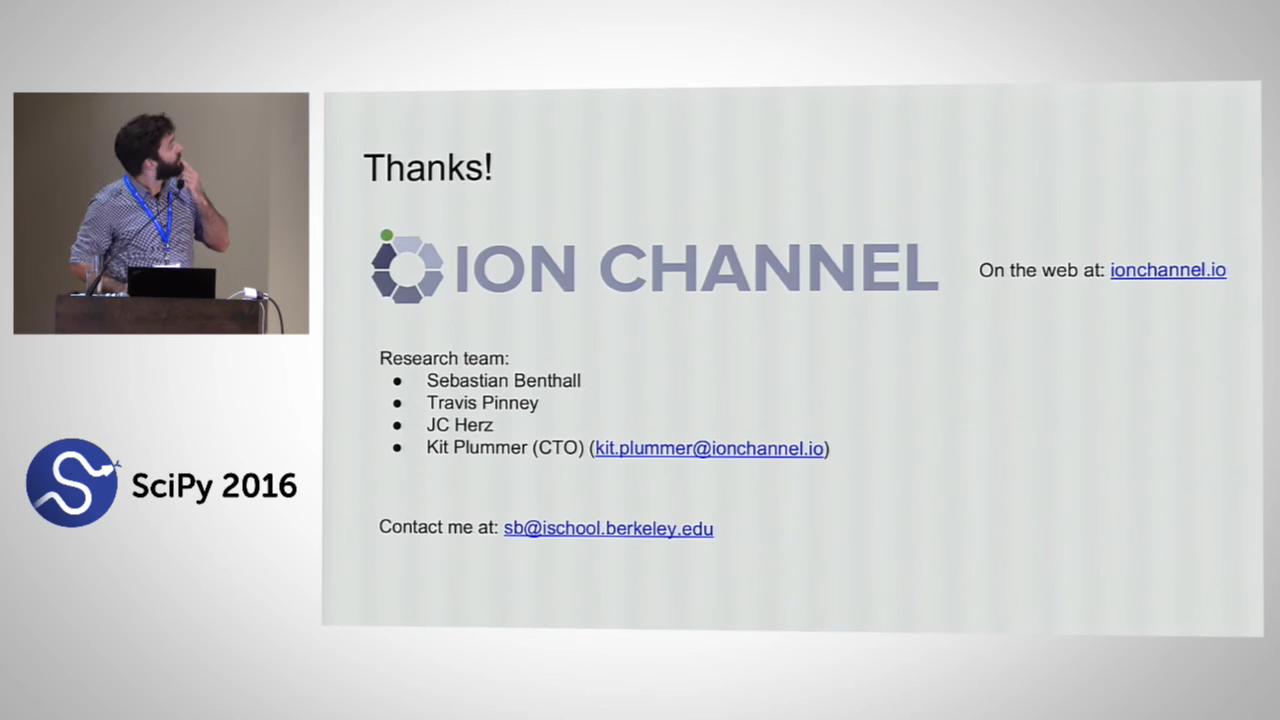 Thanks!
ION CHANNEL
On the web at: ionchannel.io
Research team:
● Sebastian Benthall
● Travis Pinney
● JC Herz
● Kit Plummer (CTO) (kit.plummer@ionchannel.io)
Contact me at: sb@ischool.berkeley.edu
SciPy 2016